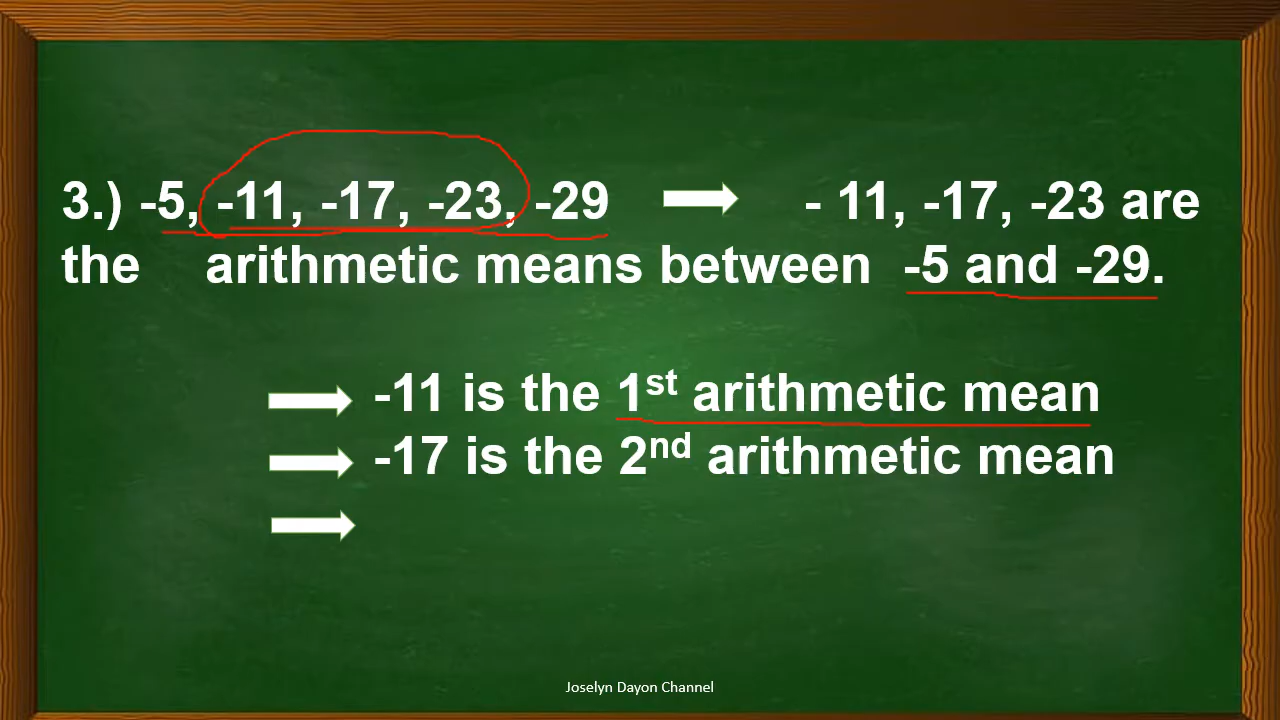 3.) -5, -11, -17, -23, -29 - 11, -17, -23 are
the arithmetic means between -5 and -29.
-11 is the 1st arithmetic mean
-17 is the 2nd arithmetic mean
Joselyn Dayon Channel